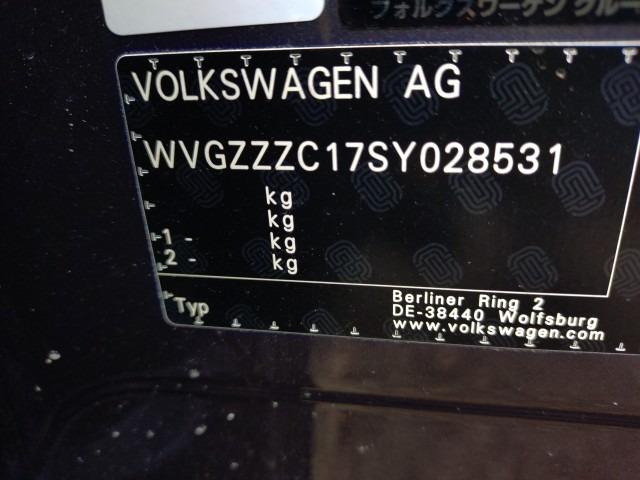 フォルクスワーゲン グルー
VOLKSWAGEN AG
WVGZZZC17SY028531
kg
kg
1 - kg
2 - kg
Typ
Berliner Ring 2
DE-38440 Wolfsburg
www.volkswagen.com